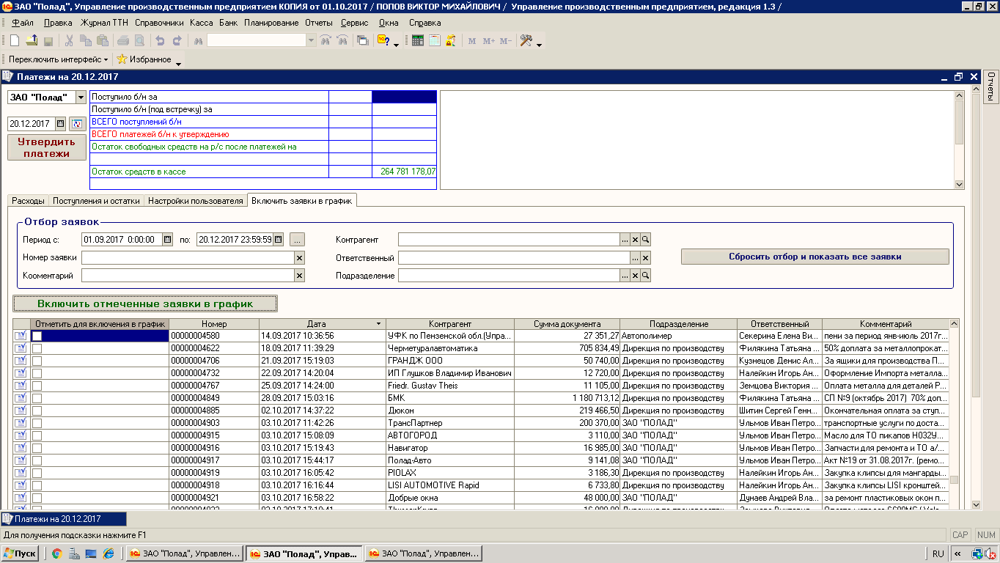 ЗАО "Полад", Управление производственным предприятием КОПИЯ от 01.10.2017 / ПОПОВ ВИКТОР МИХАЙЛОВИЧ / Управление производственным предприятием, редакция 1.3 /
Файл Правка Журнал ТТН Справочники Касса Банк Планирование Отчеты Сервис Окна Справка
M M+ M-
Переключить интерфейс Избранное
Платежи на 20.12.2017
Отчеты
ЗАО "Полад"
20.12.2017
Утвердить платежи
Поступило б/н за
Поступило б/н (под встречку) за
ВСЕГО поступлений б/н
ВСЕГО платежей б/н к утверждению
Остаток свободных средств на р/с после платежей на
Остаток средств в кассе 264 781 178,07
Расходы Поступления и остатки Настройки пользователя Включить заявки в график
Отбор заявок
Период с: 01.09.2017 0:00:00 по: 20.12.2017 23:59:59 ... Контрагент
Номер заявки Ответственный Сбросить отбор и показать все заявки
Кооментарий Подразделение
Включить отмеченные заявки в график
Отметить для включения в график Номер Дата Контрагент Сумма документа Подразделение Ответственный Комментарий
00000004580 14.09.2017 10:36:56 УФК по Пензенской обл.(Упра... 27 351,27 Автополимер Секерина Елена Ви... пени за период янв-июль 2017г...
00000004622 18.09.2017 11:39:29 Черметуралавтоматика 705 834,49 Дирекция по производству Филякина Татьяна ... 50% доплата за металлопрокат...
00000004706 21.09.2017 15:19:03 ГРАНДЖ ООО 50 740,00 Дирекция по производству Кузнецов Денис Ал... За ящики для производства П...
00000004732 22.09.2017 14:20:04 ИП Глушков Владимир Иванович 12 720,00 Дирекция по производству Налейкин Игорь Ан... Оформление Импорта металла...
00000004767 25.09.2017 14:24:00 Friedr. Gustav Theis 11 105,00 Дирекция по производству Земцова Виктория ... Оплата металла для деталей Р...
00000004849 28.09.2017 15:03:16 БМК 1 180 713,12 Дирекция по производству Филякина Татьяна ... СП №9 (октябрь 2017) 70% доп...
00000004885 02.10.2017 14:37:22 Дюкон 219 466,50 Дирекция по производству Шитин Сергей Генн... Окончательная оплата за ступ...
00000004903 03.10.2017 11:42:26 ТрансПартнер 200 370,00 ЗАО "ПОЛАД" Ульмов Иван Петро... транспортные услуги по доста...
00000004915 03.10.2017 15:08:09 АВТОГОРОД 3 110,00 ЗАО "ПОЛАД" Ульмов Иван Петро... Масло для ТО пикапов Н032У...
00000004916 03.10.2017 15:19:43 Навигатор 16 985,00 ЗАО "ПОЛАД" Ульмов Иван Петро... Запчасти для ремонта и ТО а/...
00000004917 03.10.2017 15:44:17 Полад-Авто 9 141,08 ЗАО "ПОЛАД" Ульмов Иван Петро... Акт №19 от 31.08.2017г. (ремо...
00000004919 03.10.2017 16:05:42 PIOLAX 3 186,30 Дирекция по производству Налейкин Игорь Ан... Закупка клипсы для мангарды...
00000004918 03.10.2017 16:16:44 LISI AUTOMOTIVE Rapid 6 733,80 Дирекция по производству Налейкин Игорь Ан... Закупка клипсы LISI кронштей...
00000004921 03.10.2017 16:58:22 Добрые окна 48 000,00 ЗАО "ПОЛАД" Дунаев Андрей Вла... за ремонт пластиковых окон п...
Платежи на 20.12.2017
Для получения подсказки нажмите F1 CAP NUM
Пуск ЗАО "Полад", Управлен... ЗАО "Полад", Управ... ЗАО "Полад", Управлен... RU «